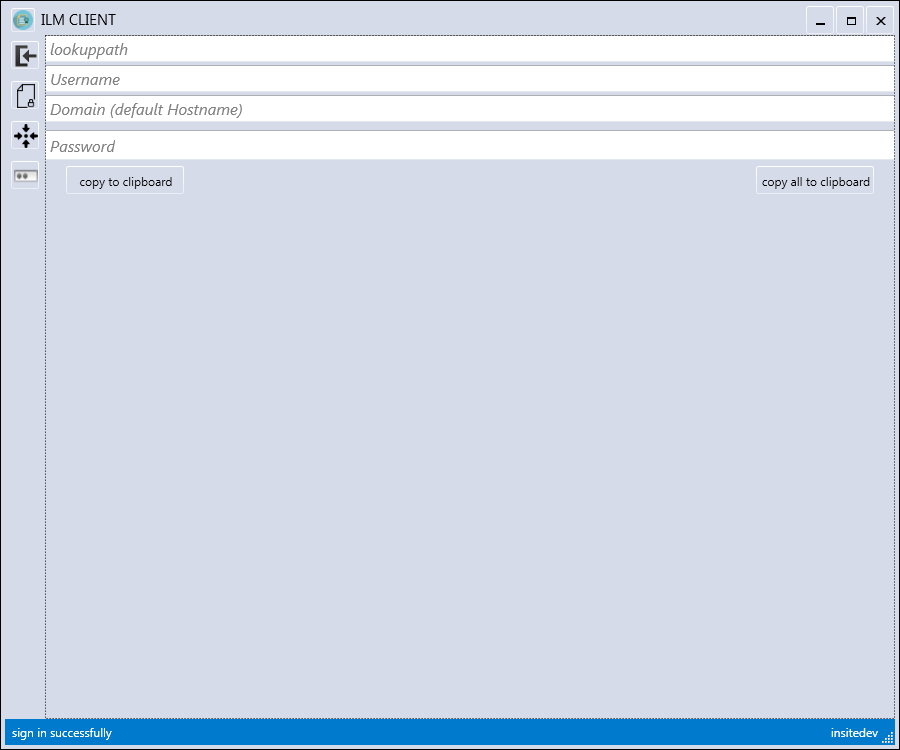 ILM CLIENT
lookuppath
Username
Domain (default Hostname)
Password
copy to clipboard
copy all to clipboard
sign in successfully
insitedev